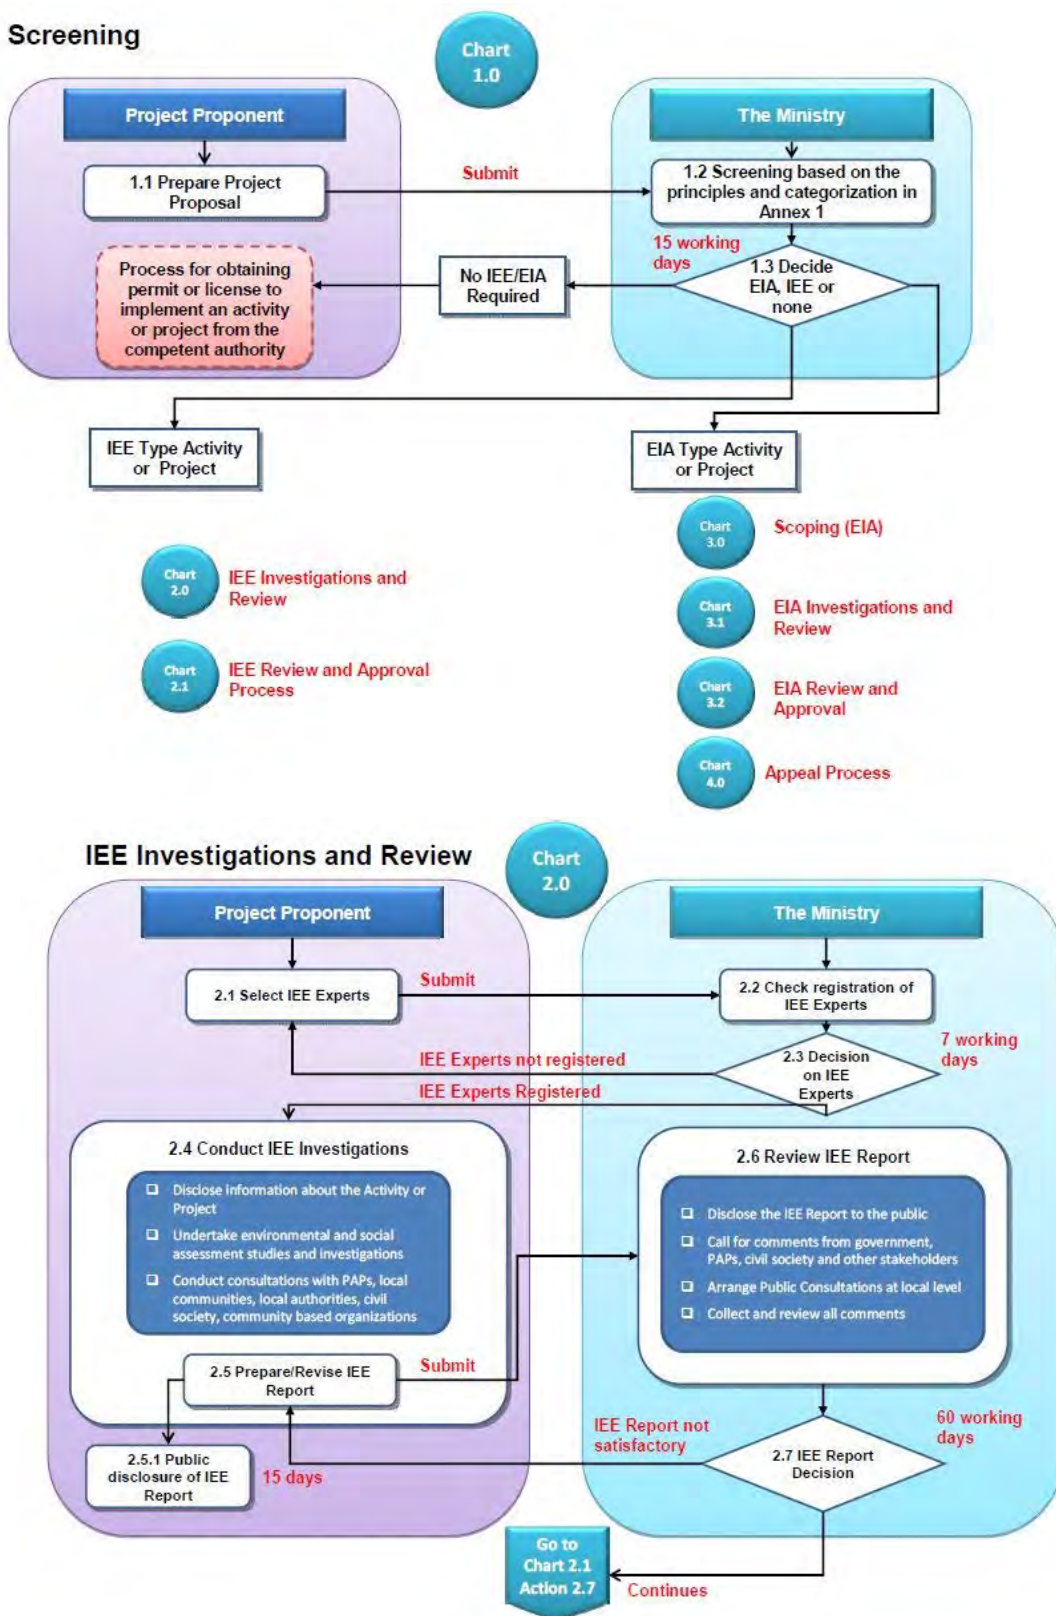 Screening
Chart
1.0
Project Proponent
The Ministry
1.1 Prepare Project
Proposal
Submit
1.2 Screening based on the
principles and categorization in
Annex 1
15 working
days
1.3 Decide
EIA, IEE or
none
No IEE/EIA
Required
Process for obtaining
permit or license to
implement an activity
or project from the
competent authority
IEE Type Activity
or Project
EIA Type Activity
or Project
Chart
2.0
IEE Investigations and
Review
Chart
2.1
IEE Review and Approval
Process
Chart
3.0
Scoping (EIA)
Chart
3.1
EIA Investigations and
Review
Chart
3.2
EIA Review and
Approval
Chart
4.0
Appeal Process
IEE Investigations and Review
Chart
2.0
Project Proponent
The Ministry
2.1 Select IEE Experts
Submit
2.2 Check registration of
IEE Experts
7 working
days
2.3 Decision
on IEE
Experts
IEE Experts not registered
IEE Experts Registered
2.4 Conduct IEE Investigations
Disclose information about the Activity or
Project
Undertake environmental and social
assessment studies and investigations
Conduct consultations with PAPs, local
communities, local authorities, civil
society, community based organizations
2.5 Prepare/Revise IEE
Report
Submit
2.5.1 Public
disclosure of IEE
Report
15 days
2.6 Review IEE Report
Disclose the IEE Report to the public
Call for comments from government,
PAPs, civil society and other stakeholders
Arrange Public Consultations at local level
Collect and review all comments
IEE Report not
satisfactory
60 working
days
2.7 IEE Report
Decision
Go to
Chart 2.1
Action 2.7
Continues